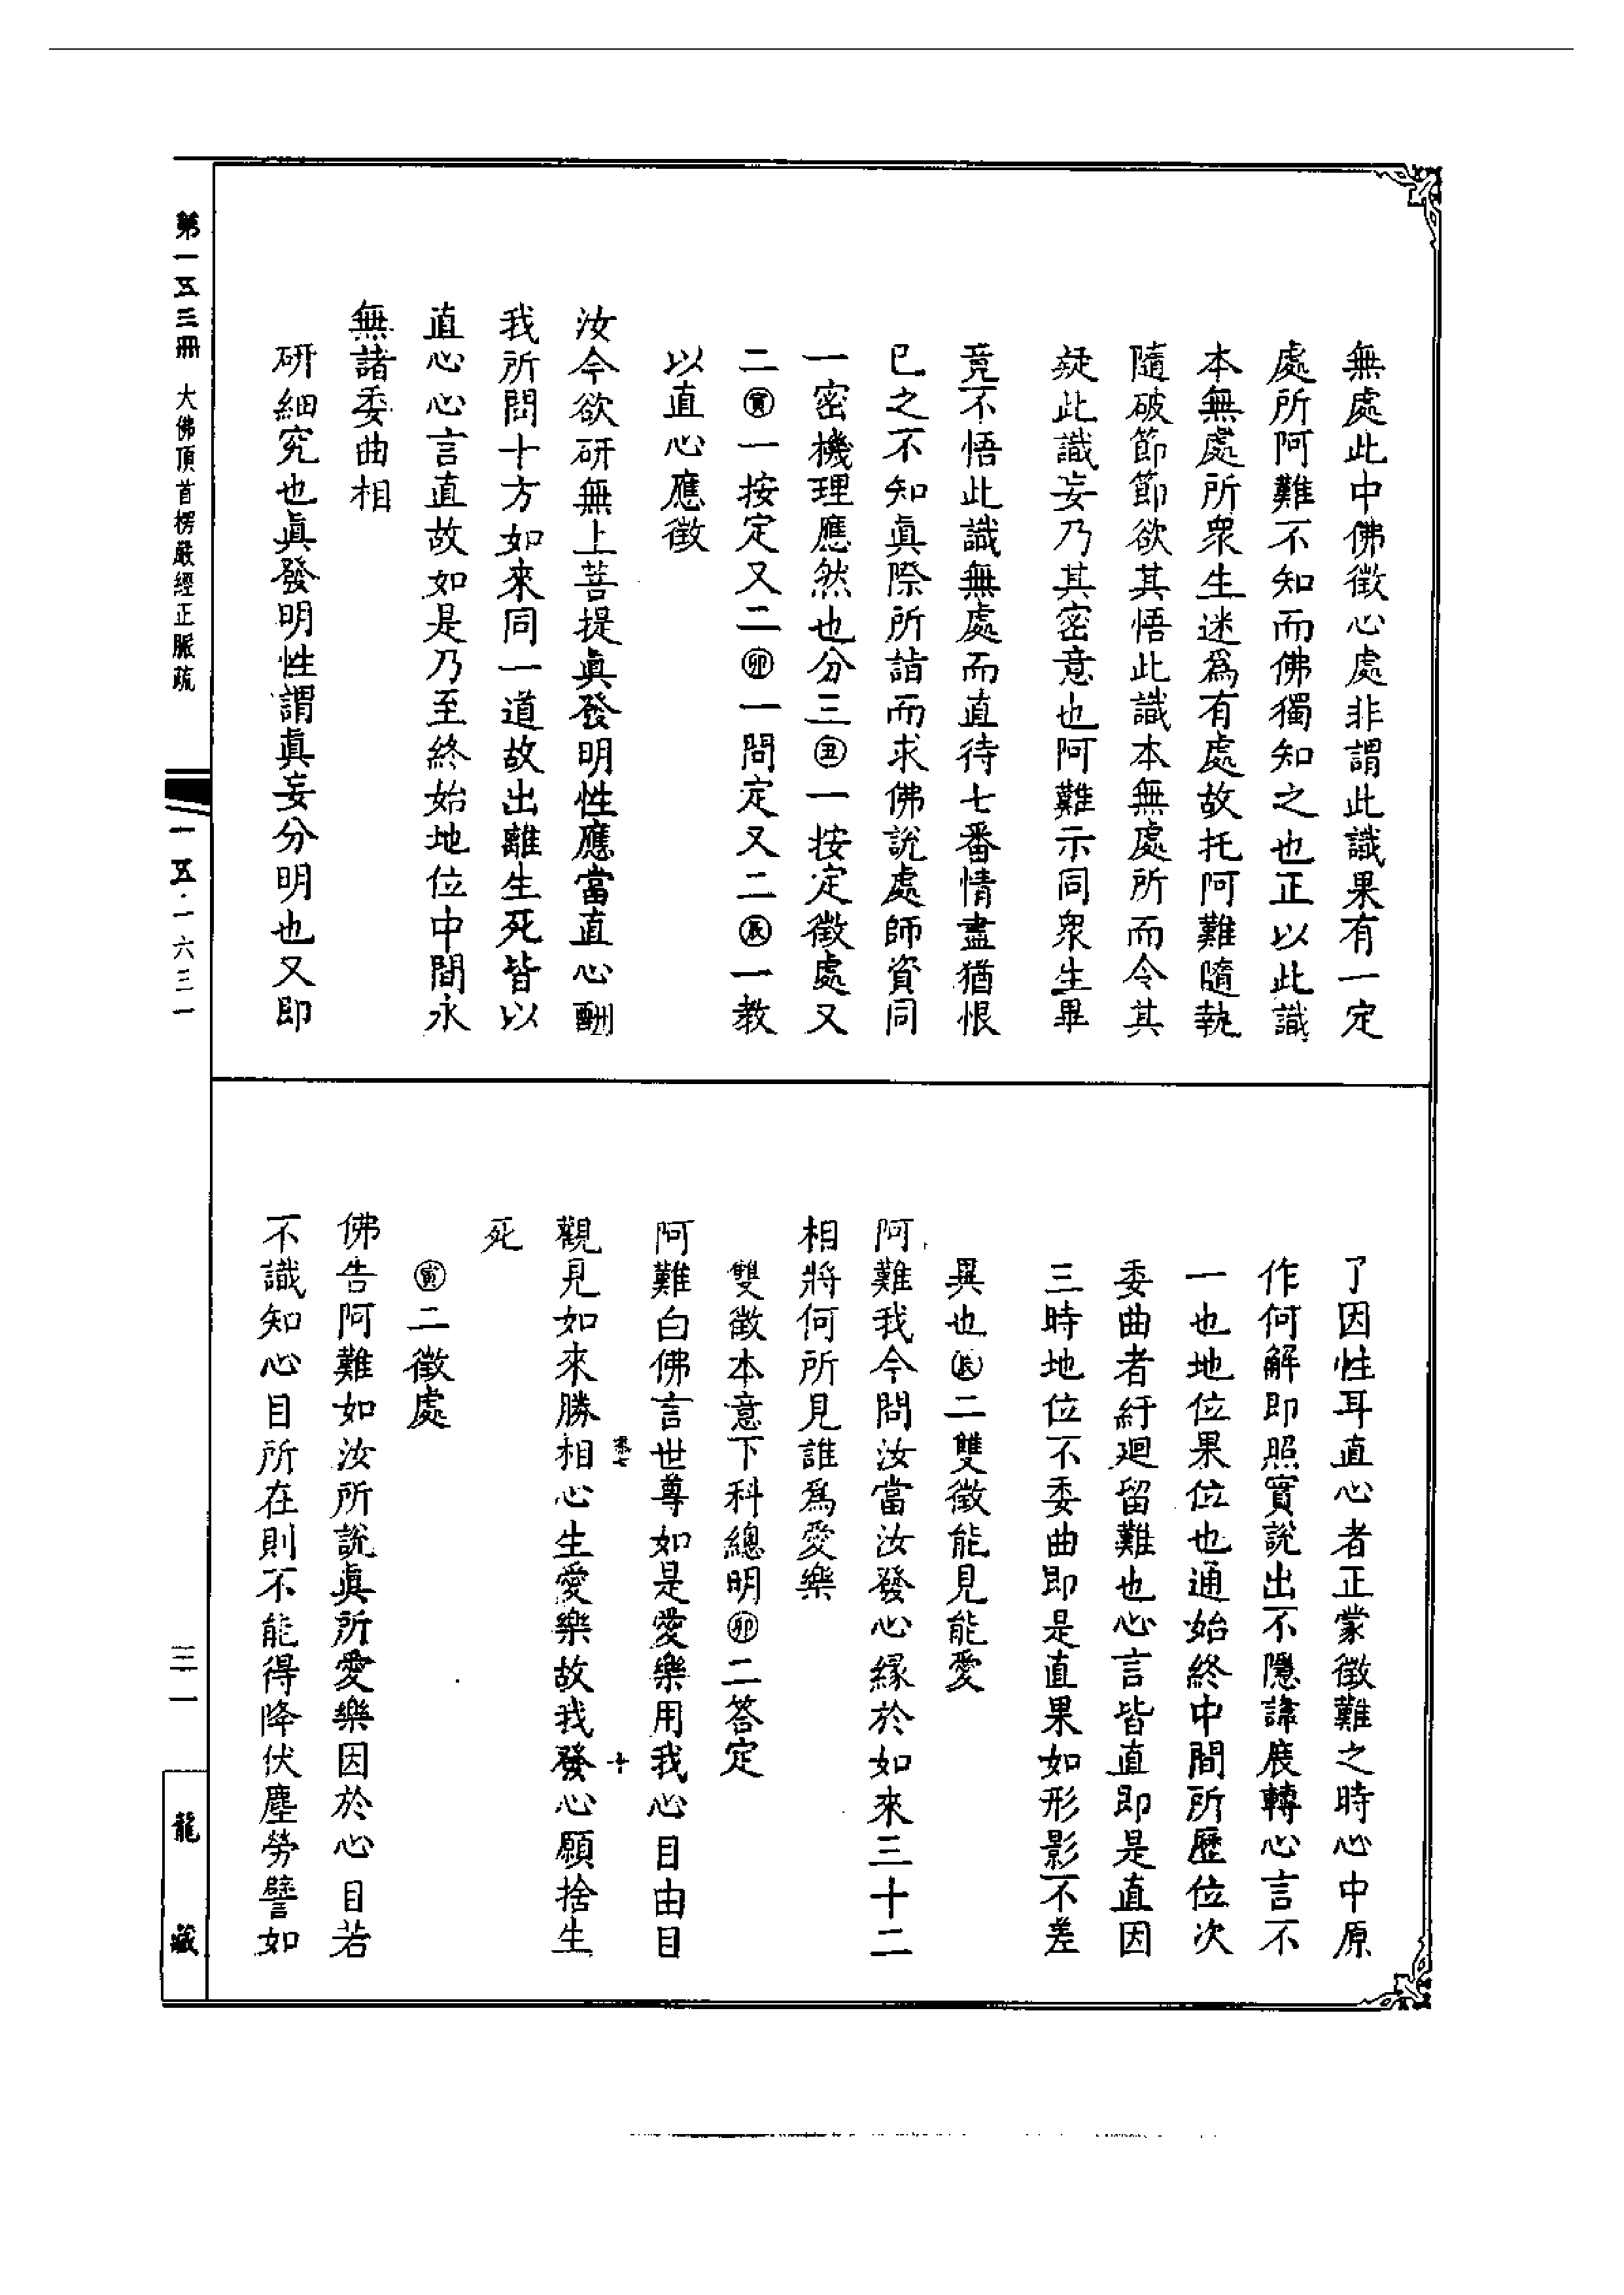 無處此中佛徵心處非謂此識果有一定
處所阿難不知而佛獨知之也正以此識
本無處所衆生迷爲有處故托阿難隨執
隨破節節欲其悟此識本無處所而令其
疑此識妄乃其密意也阿難示同衆生畢
竟不悟此識無處而直待七番情盡猶恨
已之不知眞際所詣而求佛說處師資同
一密機理應然也分三㊄一按定徵處又
二㊢一按定又二㊞一問定又二㊐一教
以直心應徵
汝今欲研無上菩提眞發明性應當直心酬
我所問十方如來同一道故出離生死皆以
直心心言直故如是乃至終始地位中間永
無諸委曲相
研細究也眞發明性謂眞妄分明也又即
了因性耳直心者正蒙徵難之時心中原
作何解即照實說出不隱諱展轉心言不
一也地位果位也通始終中間所歷位次
委曲者紆廻留難也心言皆直即是直因
三時地位不委曲即是直果如形影不差
異也㊐二雙徵能見能愛
阿難我今問汝當汝發心緣於如來三十二
相將何所見誰爲愛樂
雙徵本意下科總明㊞二答定
阿難白佛言世尊如是愛樂用我心目由目
觀見如來勝相心生愛樂故我發心願捨生
死
㊢二徵處
佛告阿難如汝所說眞所愛樂因於心目若
不識知心目所在則不能得降伏塵勞譬如
十
第一五三冊 大佛頂首楞嚴經正脈疏
一五·一六三一
三一
龍藏